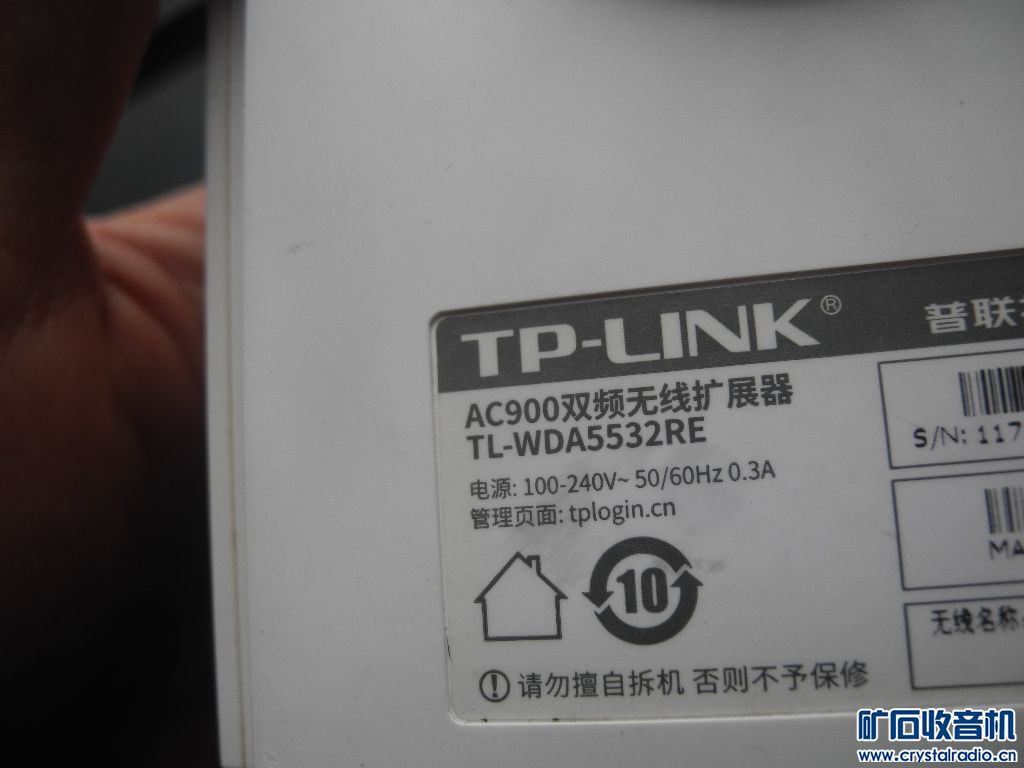 TP-LINK® 普联
AC900双频无线扩展器
TL-WDA5532RE
电源: 100-240V~ 50/60Hz 0.3A
管理页面: tplogin.cn
S/N: 117
MA
无线名称
10
请勿擅自拆机 否则不予保修
矿石收音机
www.crystalradio.cn